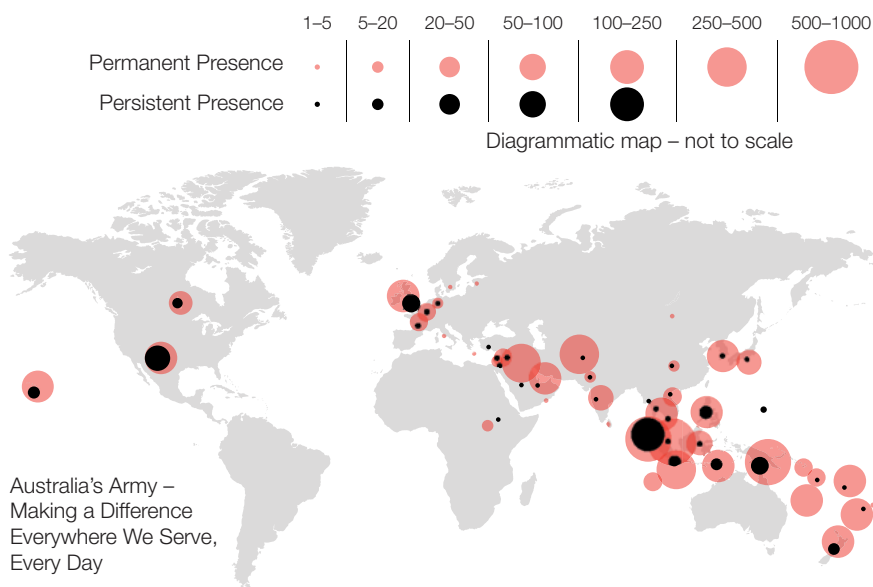 1–5 5–20 20–50 50–100 100–250 250–500 500–1000
Permanent Presence
Persistent Presence
Diagrammatic map – not to scale
Australia’s Army –
Making a Difference
Everywhere We Serve,
Every Day